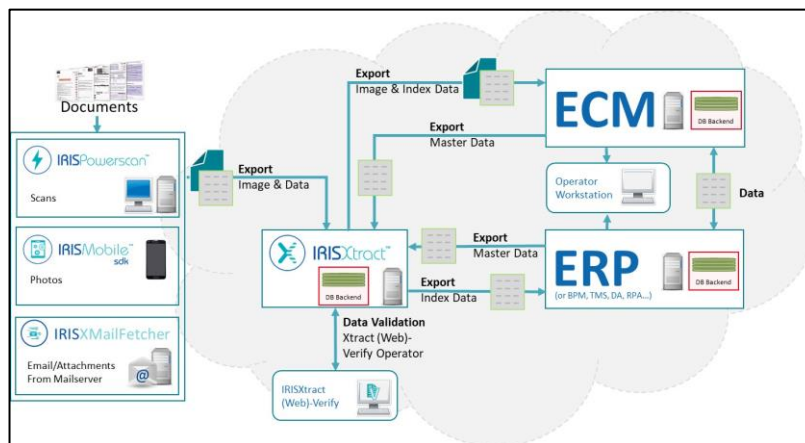 Documents
IRISPowerscan™
Scans
IRISMobile™
sdk
Photos
IRISXMailFetcher
Email/Attachments
From Mailserver
@
Export
Image & Data
Export
Image & Index Data
Export
Master Data
IRISXtract™
DB Backend
Export
Master Data
Export
Index Data
Data Validation
Xtract (Web)-
Verify Operator
IRISXtract
(Web)-Verify
ECM
DB Backend
Operator
Workstation
Data
ERP
(or BPM, TMS, DA, RPA...)
DB Backend